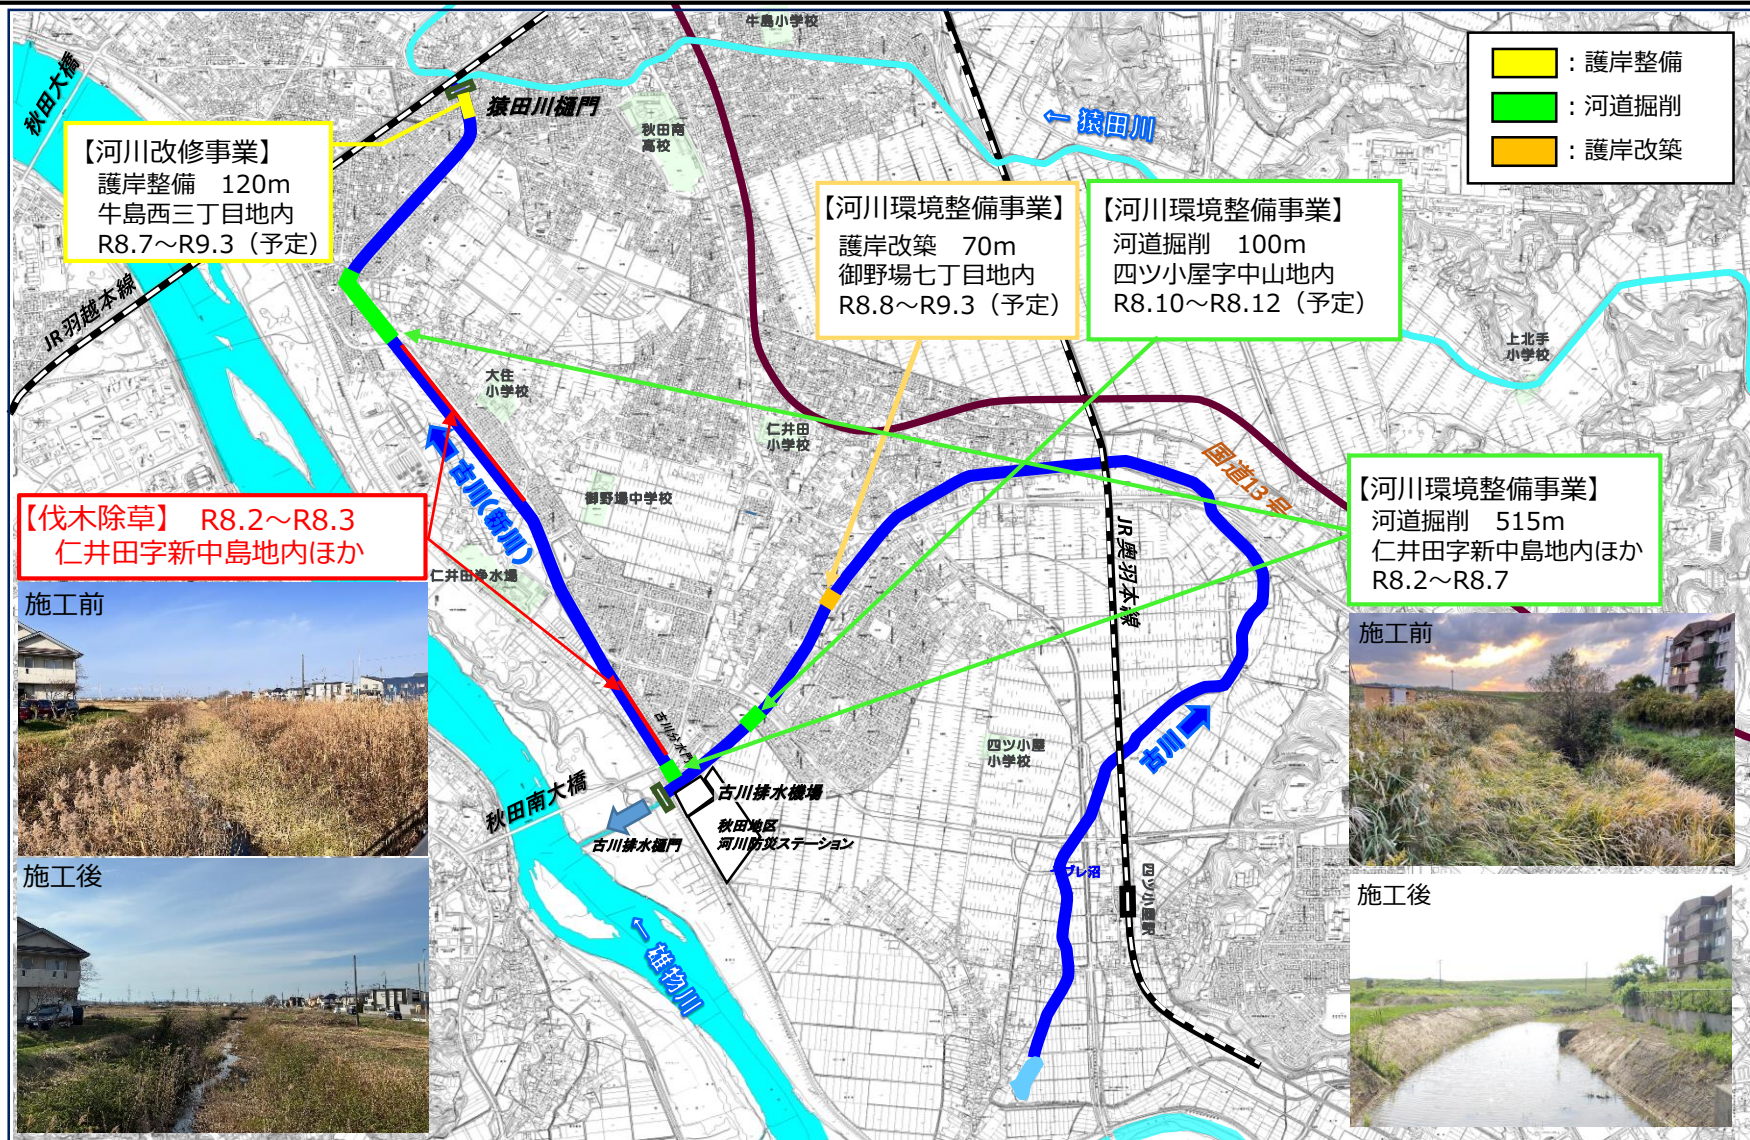 ：護岸整備
：河道掘削
：護岸改築
牛島小学校
秋田大橋
猿田川樋門
秋田南
高校
← 猿田川
【河川改修事業】
護岸整備　120m
牛島西三丁目地内
R8.7～R9.3（予定）
【河川環境整備事業】
護岸改築　70m
御野場七丁目地内
R8.8～R9.3（予定）
【河川環境整備事業】
河道掘削　100m
四ツ小屋字中山地内
R8.10～R8.12（予定）
JR羽越本線
上北手
小学校
大住
小学校
仁井田
小学校
国道13号
御野場中学校
古川（新川）
【河川環境整備事業】
河道掘削　515m
仁井田字新中島地内ほか
R8.2～R8.7
【伐木除草】　R8.2～R8.3
仁井田字新中島地内ほか
JR奥羽本線
仁井田浄水場
施工前
施工前
古川分水門
四ツ小屋
小学校
古川
秋田南大橋
古川排水機場
秋田地区
河川防災ステーション
古川排水樋門
施工後
施工後
四ツ小屋駅
← 雄物川